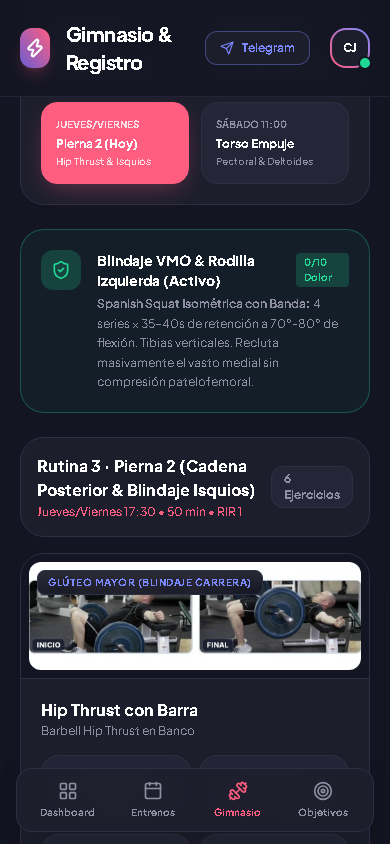 Gimnasio &
Registro
Telegram
CJ
JUEVES/VIERNES
Pierna 2 (Hoy)
Hip Thrust & Isquios
SÁBADO 11:00
Torso Empuje
Pectoral & Deltoides
Blindaje VMO & Rodilla
Izquierda (Activo)
0/10
Dolor
Spanish Squat Isométrica con Banda: 4
series x 35-40s de retención a 70°-80° de
flexión. Tibias verticales. Recluta
masivamente el vasto medial sin
compresión patelofemoral.
Rutina 3 · Pierna 2 (Cadena
Posterior & Blindaje Isquios)
Jueves/Viernes 17:30 • 50 min • RIR 1
6
Ejercicios
GLÚTEO MAYOR (BLINDAJE CARRERA)
INICIO
FINAL
Hip Thrust con Barra
Barbell Hip Thrust en Banco
Dashboard
Entrenos
Gimnasio
Objetivos